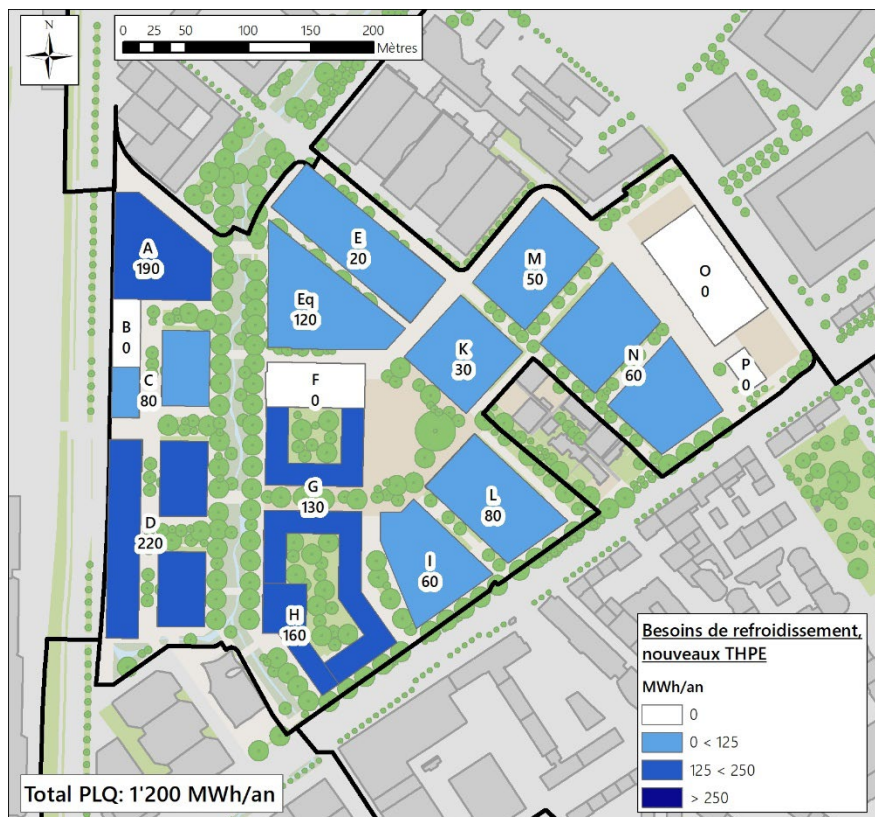 N
0 25 50 100 150 200
Mètres
A
190
B
0
C
80
D
220
E
20
Eq
120
F
0
G
130
H
160
I
60
K
30
L
80
M
50
N
60
O
0
P
0
Besoins de refroidissement,
nouveaux THPE
MWh/an
0
0 < 125
125 < 250
> 250
Total PLQ: 1'200 MWh/an